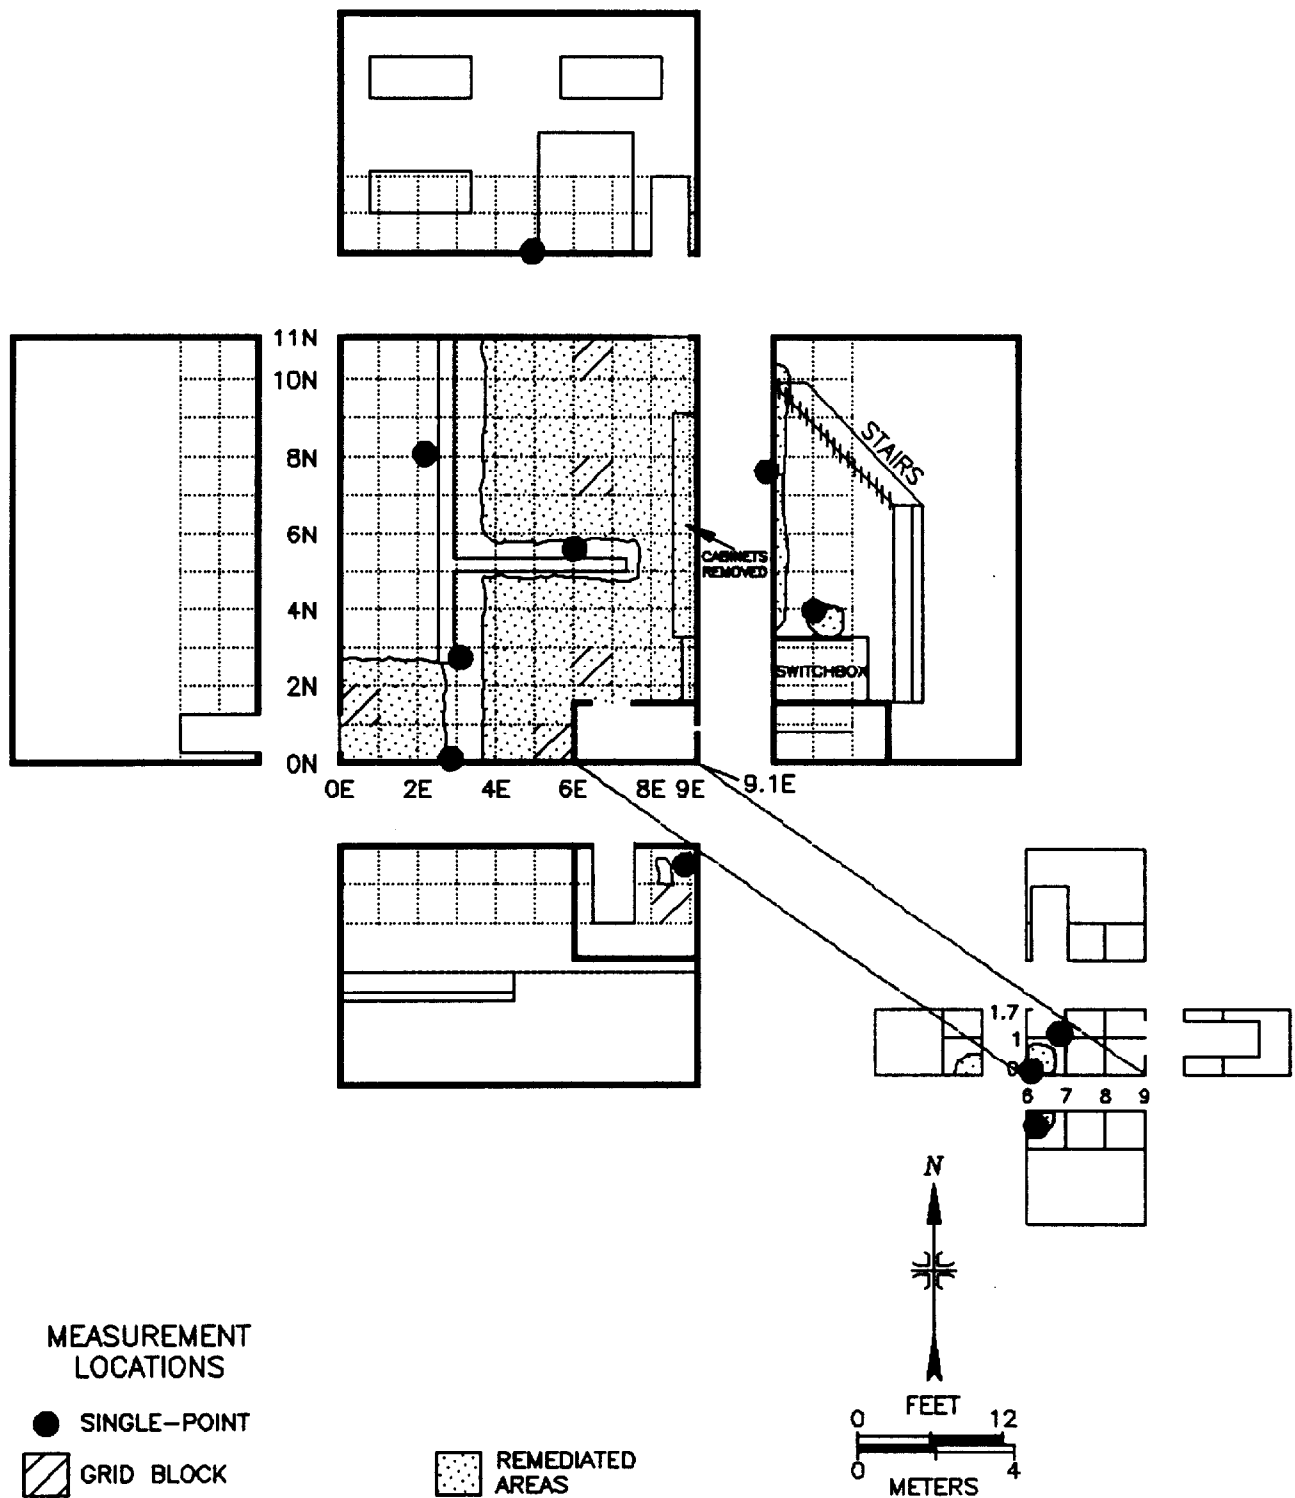 11N
10N
8N
6N
4N
2N
0N
0E 2E 4E 6E 8E 9E
9.1E
STAIRS
CABINETS
REMOVED
SWITCHBOX
1.7
1
0
6 7 8 9
N
MEASUREMENT
LOCATIONS
SINGLE-POINT
GRID BLOCK
REMEDIATED
AREAS
FEET
0 12
0 4
METERS